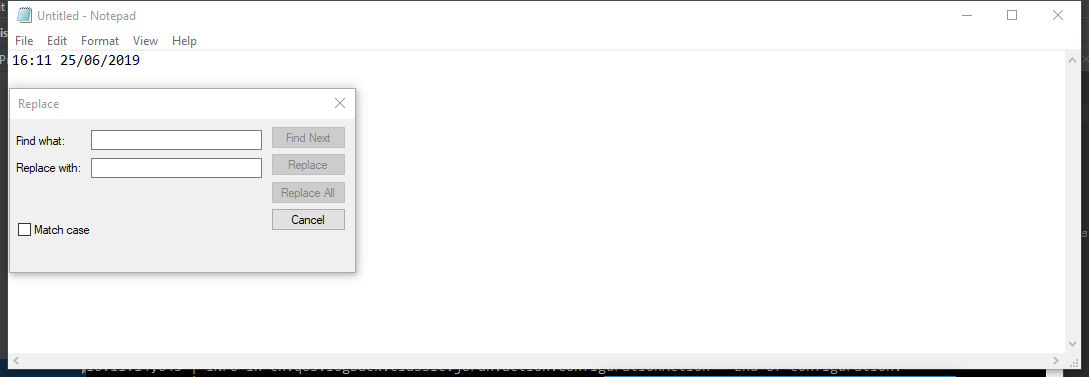 Untitled - Notepad
File Edit Format View Help
16:11 25/06/2019
Replace
Find what:
Find Next
Replace with:
Replace
Replace All
Cancel
Match case